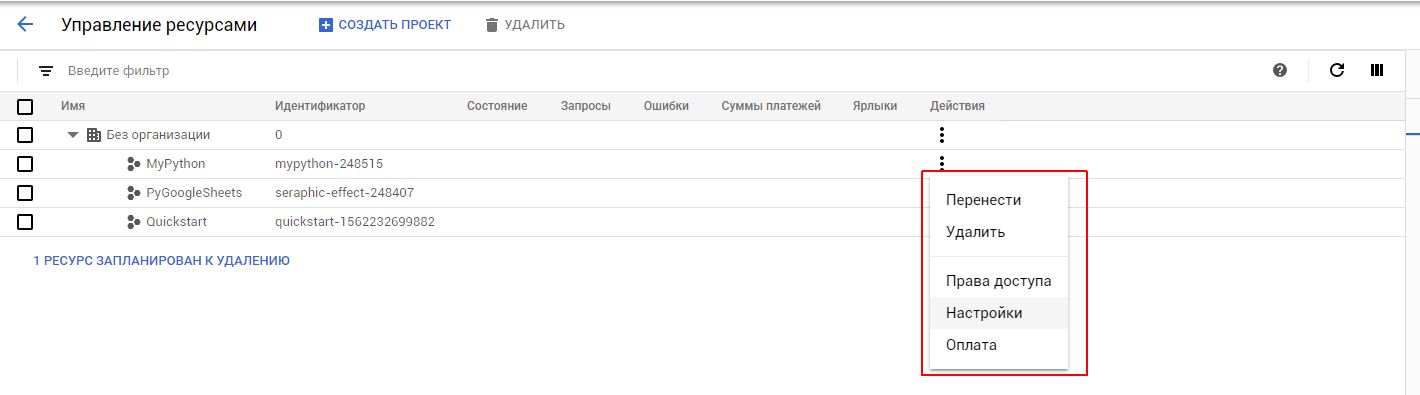 Управление ресурсами СОЗДАТЬ ПРОЕКТ УДАЛИТЬ
Введите фильтр
Имя Идентификатор Состояние Запросы Ошибки Суммы платежей Ярлыки Действия
Без организации 0
MyPython mypython-248515
PyGoogleSheets seraphic-effect-248407
Quickstart quickstart-1562232699882
1 РЕСУРС ЗАПЛАНИРОВАН К УДАЛЕНИЮ
Перенести
Удалить
Права доступа
Настройки
Оплата